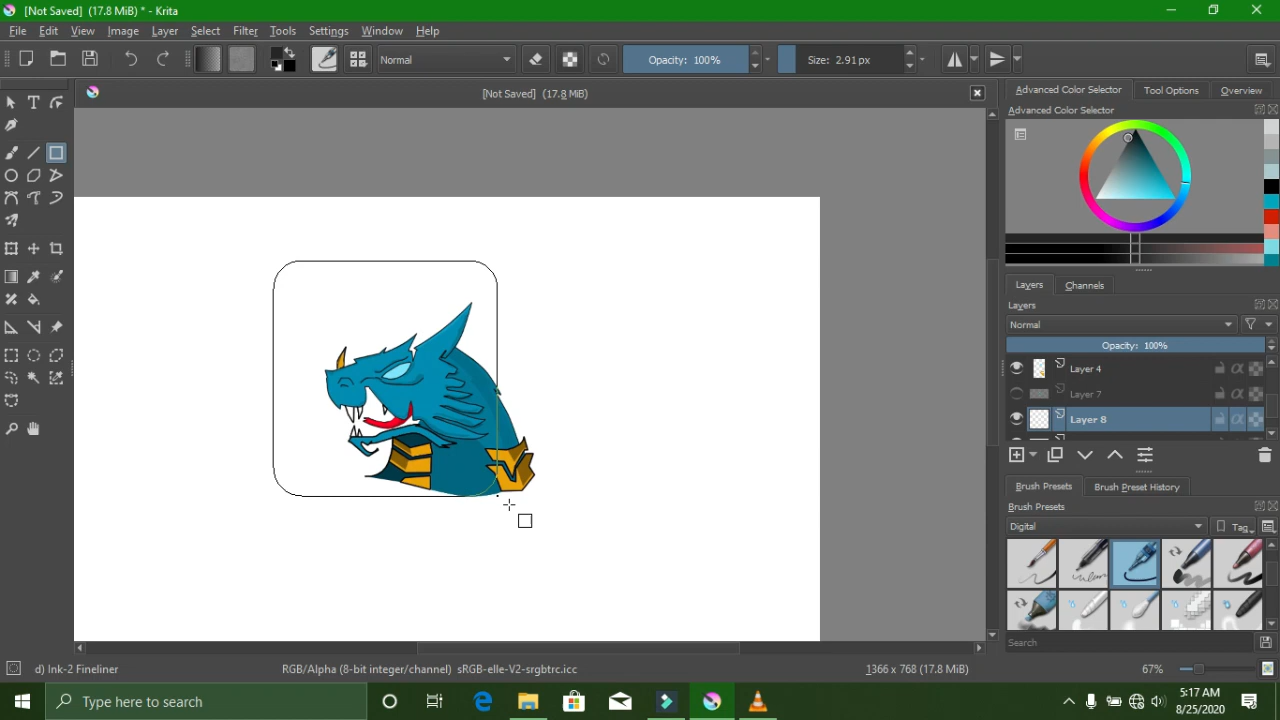 [Not Saved] (17.8 MiB) * - Krita
File Edit View Image Layer Select Filter Tools Settings Window Help
Normal Opacity: 100% Size: 2.91 px
[Not Saved] (17.8 MiB)
Advanced Color Selector Tool Options Overview
Advanced Color Selector
Layers Channels
Layers
Normal
Opacity: 100%
Layer 4
Layer 7
Layer 8
Brush Presets Brush Preset History
Brush Presets
Digital Tag
Search
d) Ink-2 Fineliner RGB/Alpha (8-bit integer/channel) sRGB-elle-V2-srgbtrc.icc 1366 x 768 (17.8 MiB) 67%
Type here to search
5:17 AM
8/25/2020